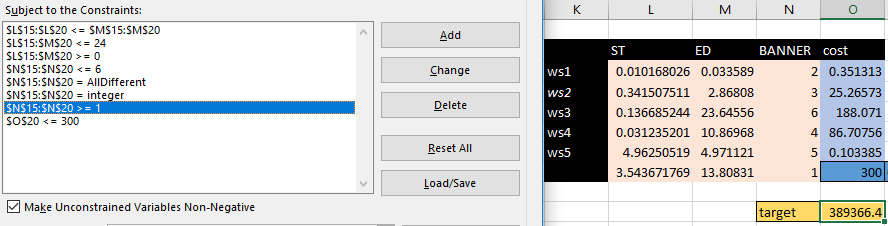 Subject to the Constraints:
$L$15:$L$20 <= $M$15:$M$20
$L$15:$M$20 <= 24
$L$15:$M$20 >= 0
$N$15:$N$20 <= 6
$N$15:$N$20 = AllDifferent
$N$15:$N$20 = integer
$N$15:$N$20 >= 1
$O$20 <= 300
Add
Change
Delete
Reset All
Load/Save
Make Unconstrained Variables Non-Negative
K L M N O
ST ED BANNER cost
ws1 0.010168026 0.033589 2 0.351313
ws2 0.341507511 2.86808 3 25.26573
ws3 0.136685244 23.64556 6 188.071
ws4 0.031235201 10.86968 4 86.70756
ws5 4.96250519 4.971121 5 0.103385
3.543671769 13.80831 1 300
target 389366.4